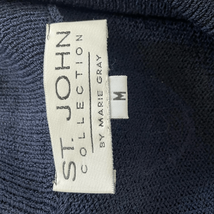 ST. JOHN
COLLECTION
BY MARIE GRAY
M